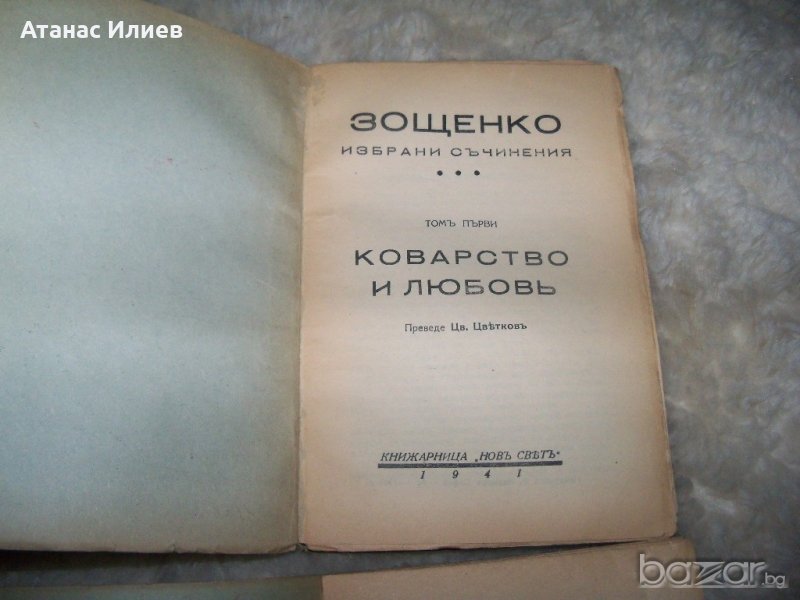 Атанас Илиев
ЗОЩЕНКО
ИЗБРАНИ СЪЧИНЕНИЯ
• • •
ТОМЪ ПЪРВИ
КОВАРСТВО
И ЛЮБОВЬ
Преведе Цв. Цвѣтковъ
КНИЖАРНИЦА „НОВЪ СВѢТЪ“
1941
bazar.bg